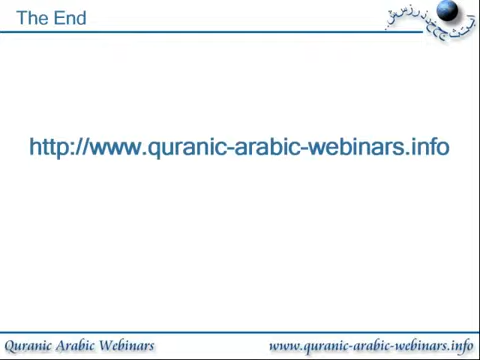 The End
http://www.quranic-arabic-webinars.info
Quranic Arabic Webinars
www.quranic-arabic-webinars.info